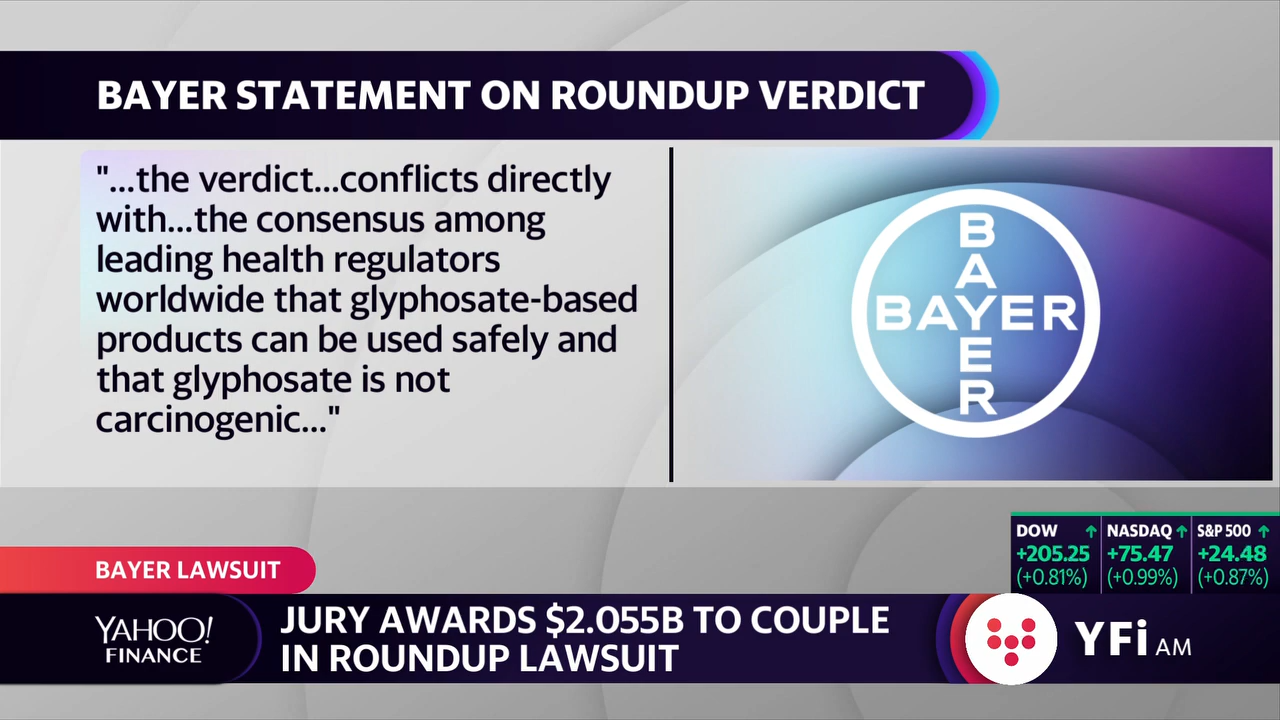 BAYER STATEMENT ON ROUNDUP VERDICT
"...the verdict...conflicts directly
with...the consensus among
leading health regulators
worldwide that glyphosate-based
products can be used safely and
that glyphosate is not
carcinogenic..."
BAYER
BAYER
DOW ↑ NASDAQ ↑ S&P 500 ↑
+205.25 +75.47 +24.48
(+0.81%) (+0.99%) (+0.87%)
BAYER LAWSUIT
YAHOO!
FINANCE
JURY AWARDS $2.055B TO COUPLE
IN ROUNDUP LAWSUIT
YFi AM